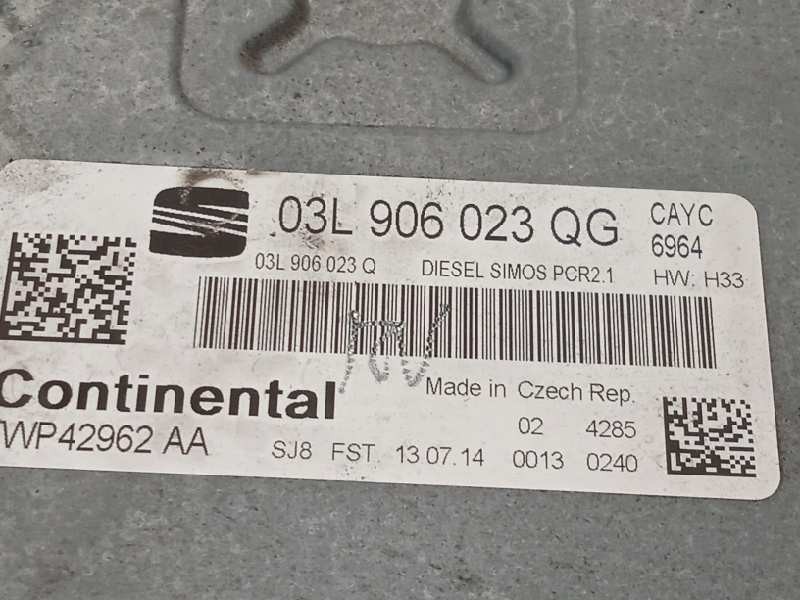 03L 906 023 QG
CAYC
6964
03L 906 023 Q DIESEL SIMOS PCR2.1 HW: H33
Continental
Made in Czech Rep.
WP42962 AA
02 4285
SJ8 FST. 13.07.14 0013 0240